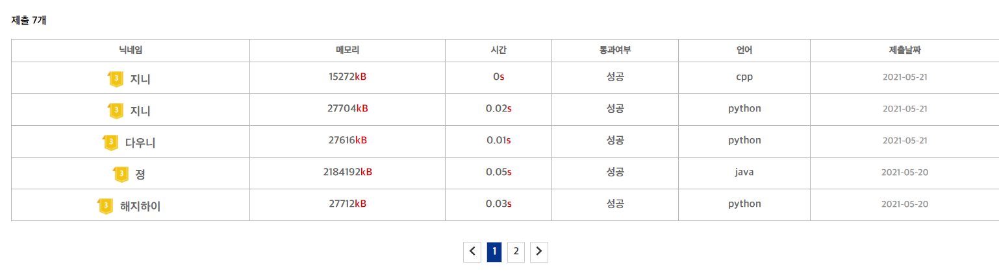 제출 7개
닉네임 메모리 시간 통과여부 언어 제출날짜
3 지니 15272kB 0s 성공 cpp 2021-05-21
3 지니 27704kB 0.02s 성공 python 2021-05-21
3 다우니 27616kB 0.01s 성공 python 2021-05-21
3 졍 2184192kB 0.05s 성공 java 2021-05-20
3 해지하이 27712kB 0.03s 성공 python 2021-05-20
1 2